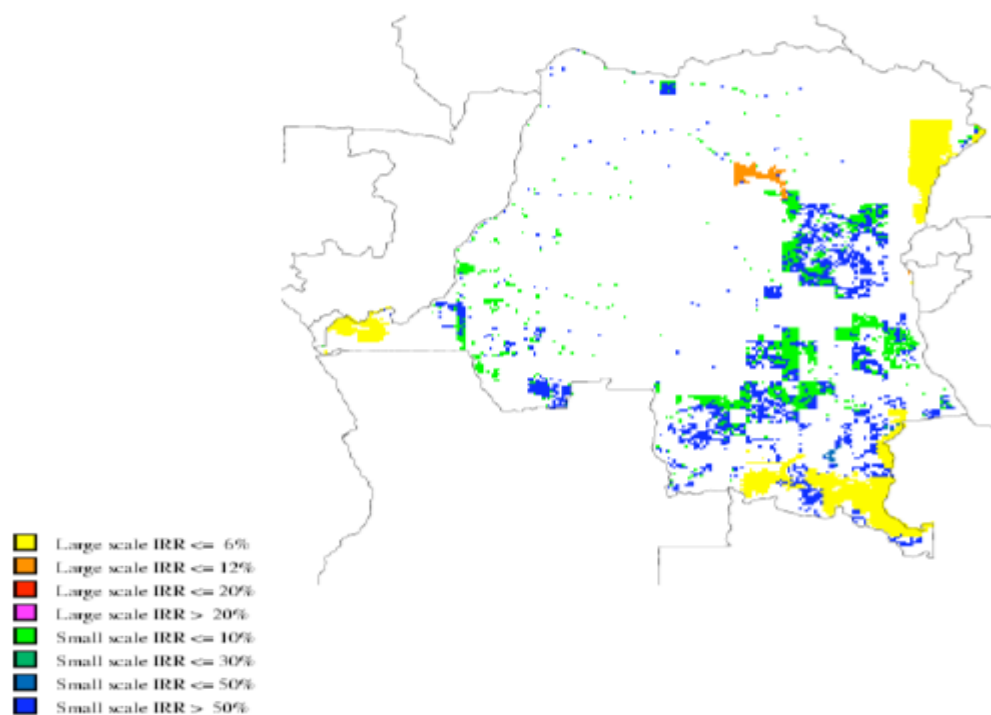 Large scale IRR <= 6%
Large scale IRR <= 12%
Large scale IRR <= 20%
Large scale IRR > 20%
Small scale IRR <= 10%
Small scale IRR <= 30%
Small scale IRR <= 50%
Small scale IRR > 50%